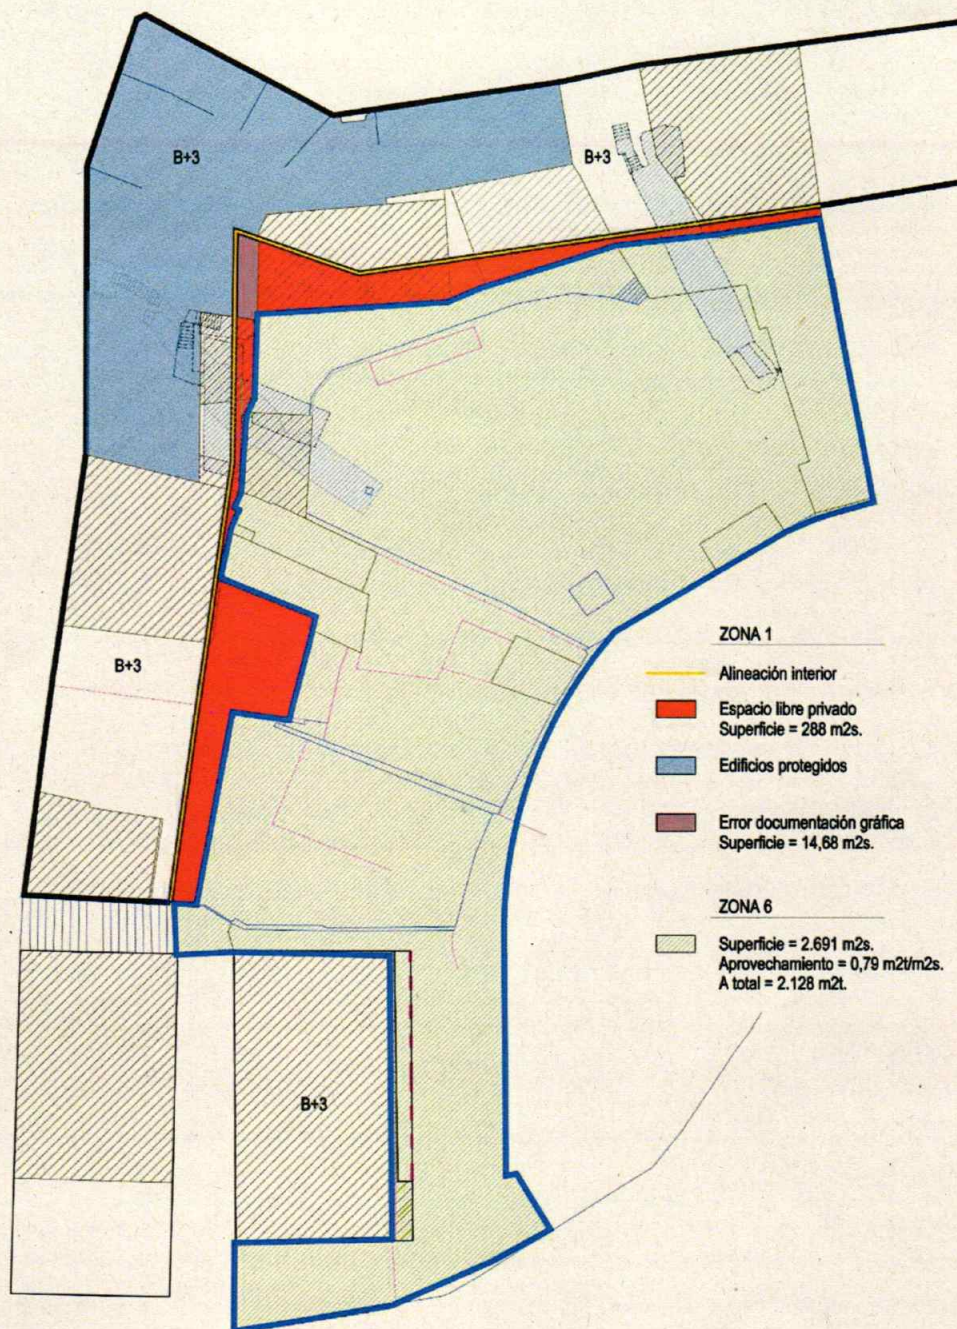 B+3
B+3
B+3
B+3
ZONA 1
Alineación interior
Espacio libre privado
Superficie = 288 m2s.
Edificios protegidos
Error documentación gráfica
Superficie = 14,68 m2s.
ZONA 6
Superficie = 2.691 m2s.
Aprovechamiento = 0,79 m2t/m2s.
A total = 2.128 m2t.